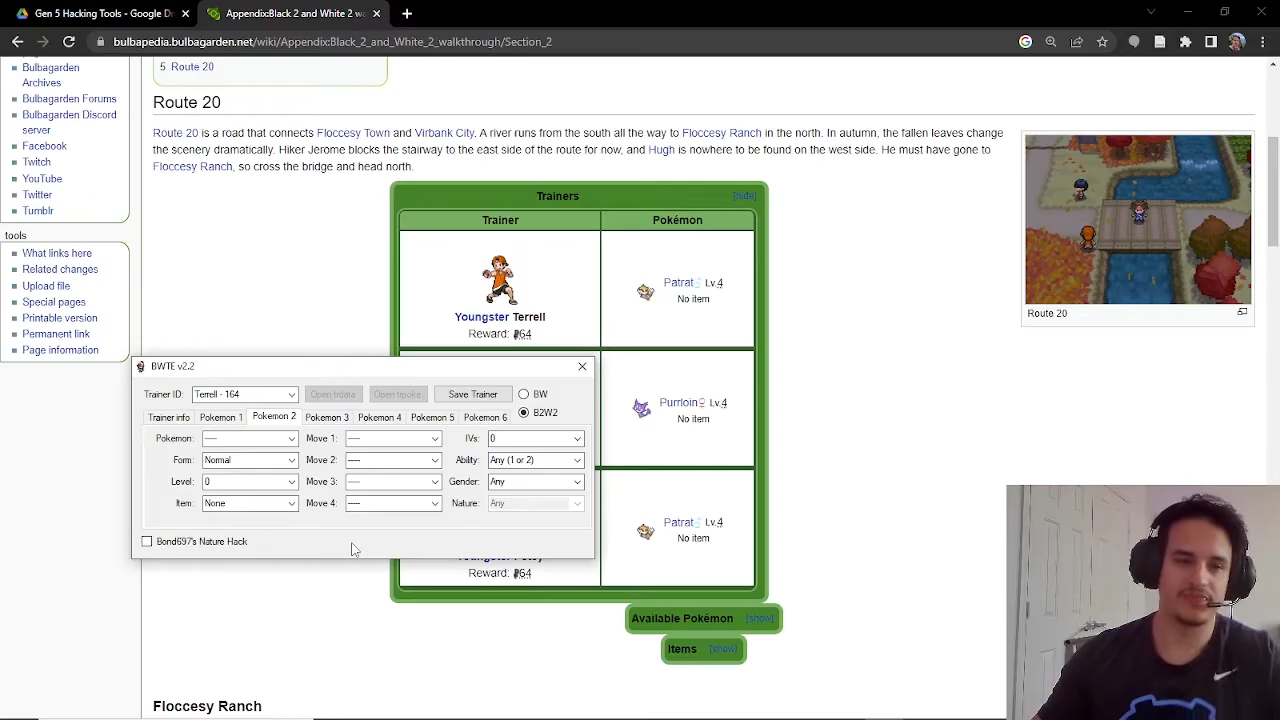 Gen 5 Hacking Tools - Google D
AppendixBlack 2 and White 2 wa
bulbapedia.bulbagarden.net/wiki/AppendixBlack_2_and_White_2_walkthrough/Section_2
Bulbagarden
Archives
Bulbagarden Forums
Bulbagarden Discord
server
Facebook
Twitch
YouTube
Twitter
Tumblr
tools
What links here
Related changes
Upload file
Special pages
Printable version
Permanent link
Page information
5 Route 20
Route 20
Route 20 is a road that connects Floccesy Town and Virbank City. A river runs from the south all the way to Floccesy Ranch in the north. In autumn, the fallen leaves change
the scenery dramatically. Hiker Jerome blocks the stairway to the east side of the route for now, and Hugh is nowhere to be found on the west side. He must have gone to
Floccesy Ranch, so cross the bridge and head north.
Route 20
Trainers [hide]
Trainer Pokémon
Youngster Terrell
Reward: 64
Patrat♂ Lv.4
No item
Purrloin♀ Lv.4
No item
Reward: 64
Patrat♂ Lv.4
No item
BWTE v2.2
Trainer ID: Terrell - 164 Open trdata Open trpoke Save Trainer BW
B2W2
Trainer info Pokemon 1 Pokemon 2 Pokemon 3 Pokemon 4 Pokemon 5 Pokemon 6
Pokemon: ---- Move 1: ---- IVs: 0
Form: Normal Move 2: ---- Ability: Any (1 or 2)
Level: 0 Move 3: ---- Gender: Any
Item: None Move 4: ---- Nature: Any
Bond697's Nature Hack
Available Pokémon [show]
Items [show]
Floccesy Ranch